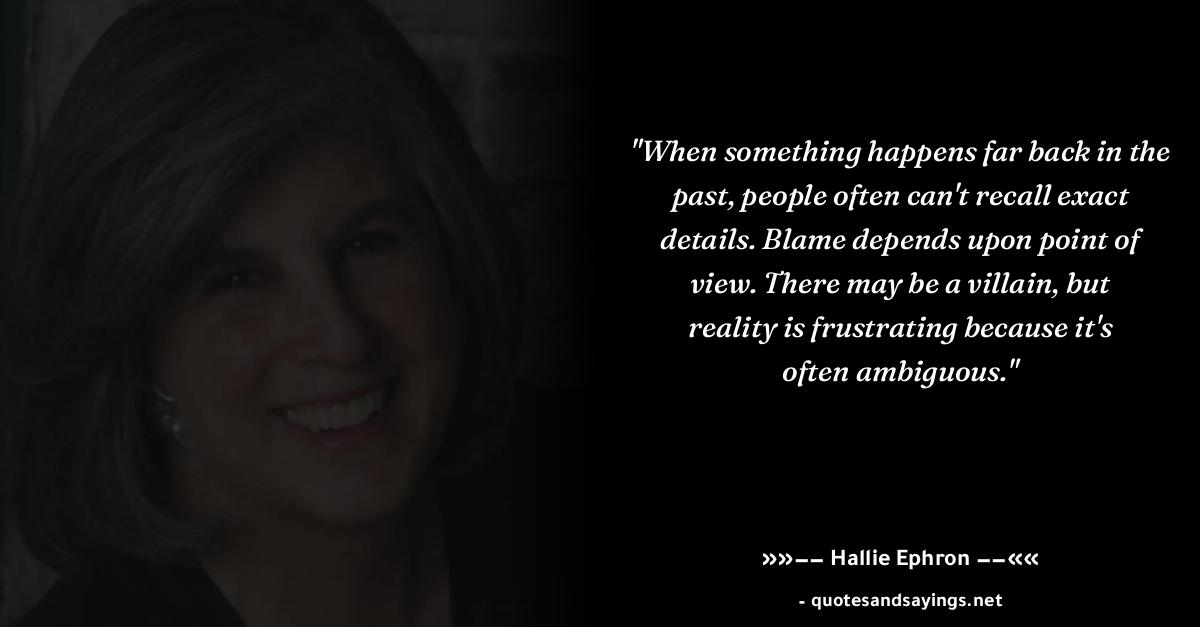 "When something happens far back in the
past, people often can't recall exact
details. Blame depends upon point of
view. There may be a villain, but
reality is frustrating because it's
often ambiguous."
»»−− Hallie Ephron −−««
- quotesandsayings.net